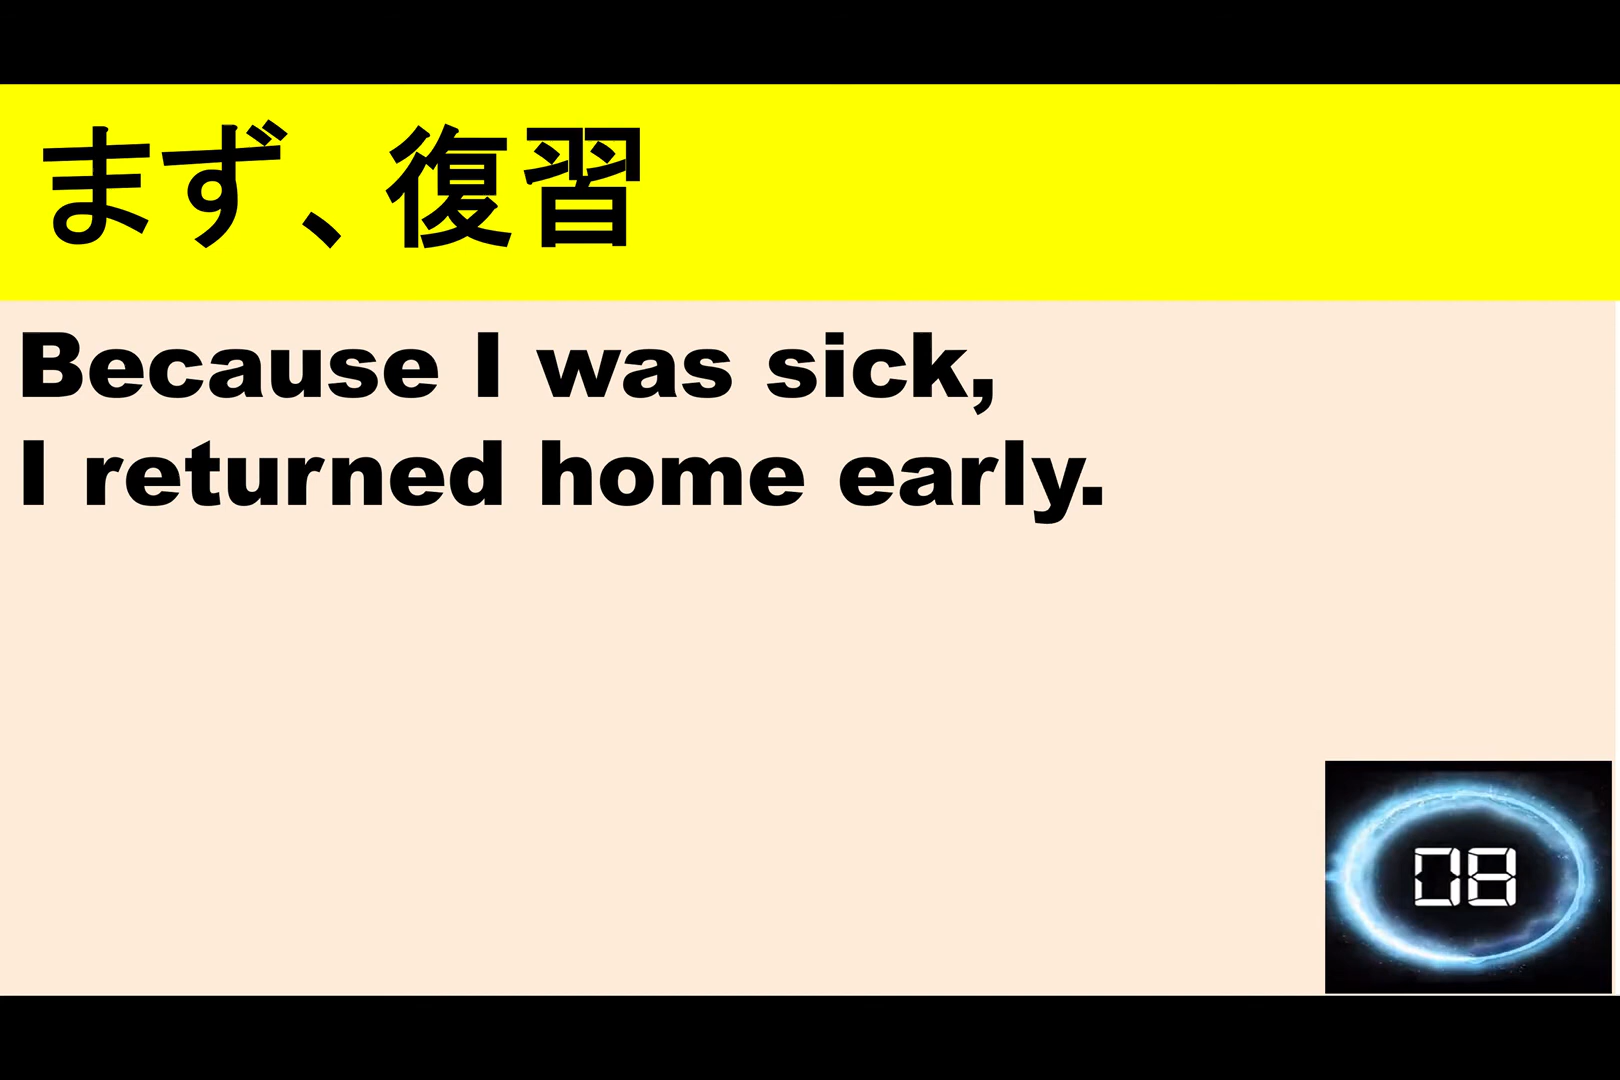 まず、復習
Because I was sick,
I returned home early.
08